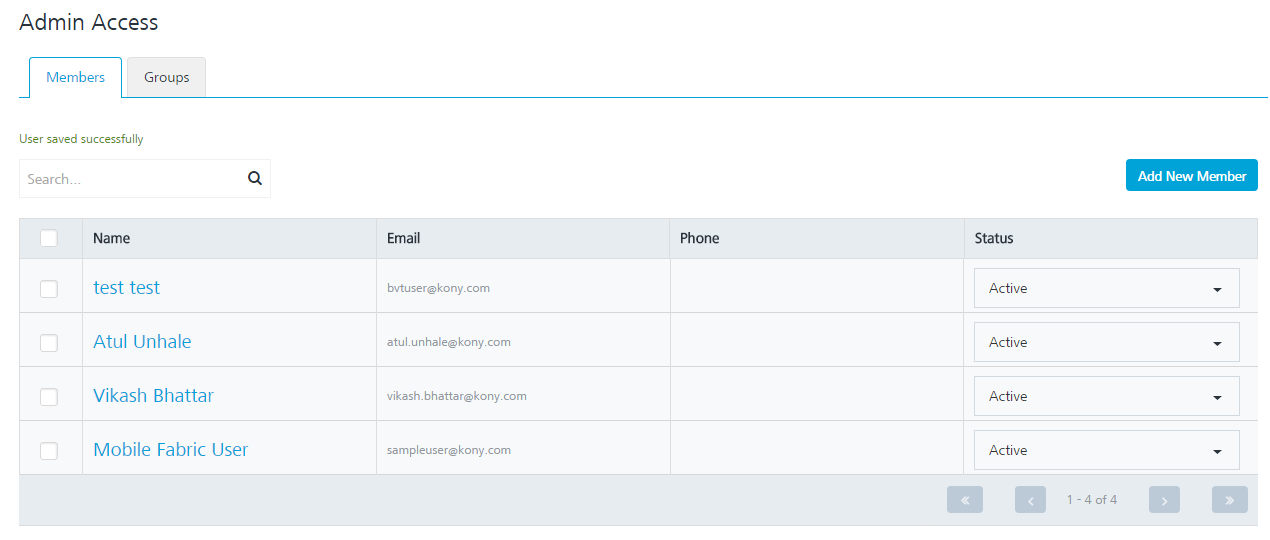 Admin Access
Members Groups
User saved successfully
Search...
Add New Member
Name Email Phone Status
test test bvtuser@kony.com Active
Atul Unhale atul.unhale@kony.com Active
Vikash Bhattar vikash.bhattar@kony.com Active
Mobile Fabric User sampleuser@kony.com Active
« ‹ 1 - 4 of 4 › »